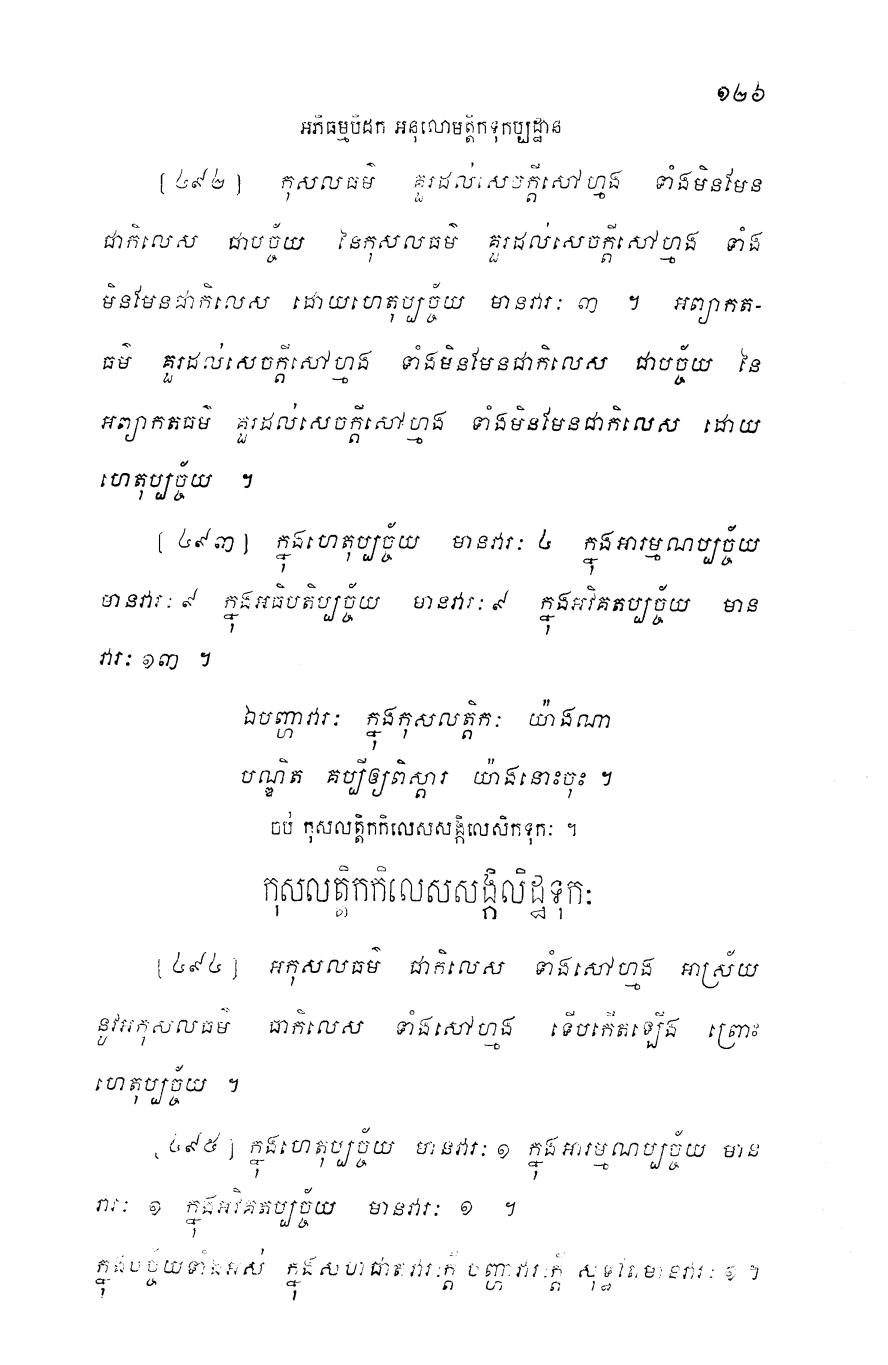 ១២៦
អភិធម្មបិដក អនុលោមត្តិកទុកប្បដ្ឋាន
[៤៩២] កុសលធម៌ គួរដល់សេចក្តីសៅហ្មង ទាំងមិនមែន
ជាកិលេស ជាបច្ច័យ នៃកុសលធម៌ គួរដល់សេចក្តីសៅហ្មង ទាំង
មិនមែនជាកិលេស ដោយហេតុប្បច្ច័យ មានវារៈ ៣ ។ អព្យាកត-
ធម៌ គួរដល់សេចក្តីសៅហ្មង ទាំងមិនមែនជាកិលេស ជាបច្ច័យ នៃ
អព្យាកតធម៌ គួរដល់សេចក្តីសៅហ្មង ទាំងមិនមែនជាកិលេស ដោយ
ហេតុប្បច្ច័យ ។
[៤៩៣] ក្នុងហេតុប្បច្ច័យ មានវារៈ ៤ ក្នុងអារម្មណប្បច្ច័យ
មានវារៈ ៩ ក្នុងអធិបតិប្បច្ច័យ មានវារៈ ៩ ក្នុងអវិគតប្បច្ច័យ មាន
វារៈ ១៣ ។
ឯបញ្ហាវារៈ ក្នុងកុសលត្តិកៈ យ៉ាងណា
បណ្ឌិត គប្បីឲ្យពិស្តារ យ៉ាងនោះចុះ ។
ចប់ កុសលត្តិកកិលេសសង្កិលេសិកទុកៈ ។
កុសលត្តិកកិលេសសង្កិលិដ្ឋទុកៈ
[៤៩៤] អកុសលធម៌ ជាកិលេស ទាំងសៅហ្មង អាស្រ័យ
នូវអកុសលធម៌ ជាកិលេស ទាំងសៅហ្មង ទើបកើតឡើង ព្រោះ
ហេតុប្បច្ច័យ ។
[៤៩៥] ក្នុងហេតុប្បច្ច័យ មានវារៈ ១ ក្នុងអារម្មណប្បច្ច័យ មាន
វារៈ ១ ក្នុងអវិគតប្បច្ច័យ មានវារៈ ១ ។
ក្នុងបច្ច័យទាំងអស់ ក្នុងសហជាតវារៈក្តី បញ្ហាវារៈក្តី សុទ្ធតែមានវារៈ ១ ។